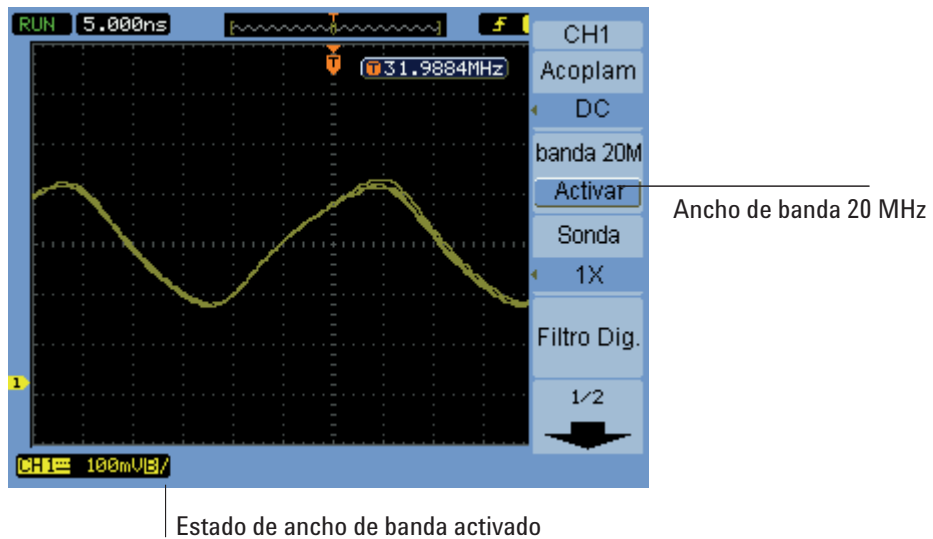 RUN 5.000ns T f
CH1
T T 31.9884MHz
Acoplam
DC
banda 20M
Activar
Ancho de banda 20 MHz
Sonda
1X
Filtro Dig.
1
1/2
CH1 100mVB/
Estado de ancho de banda activado